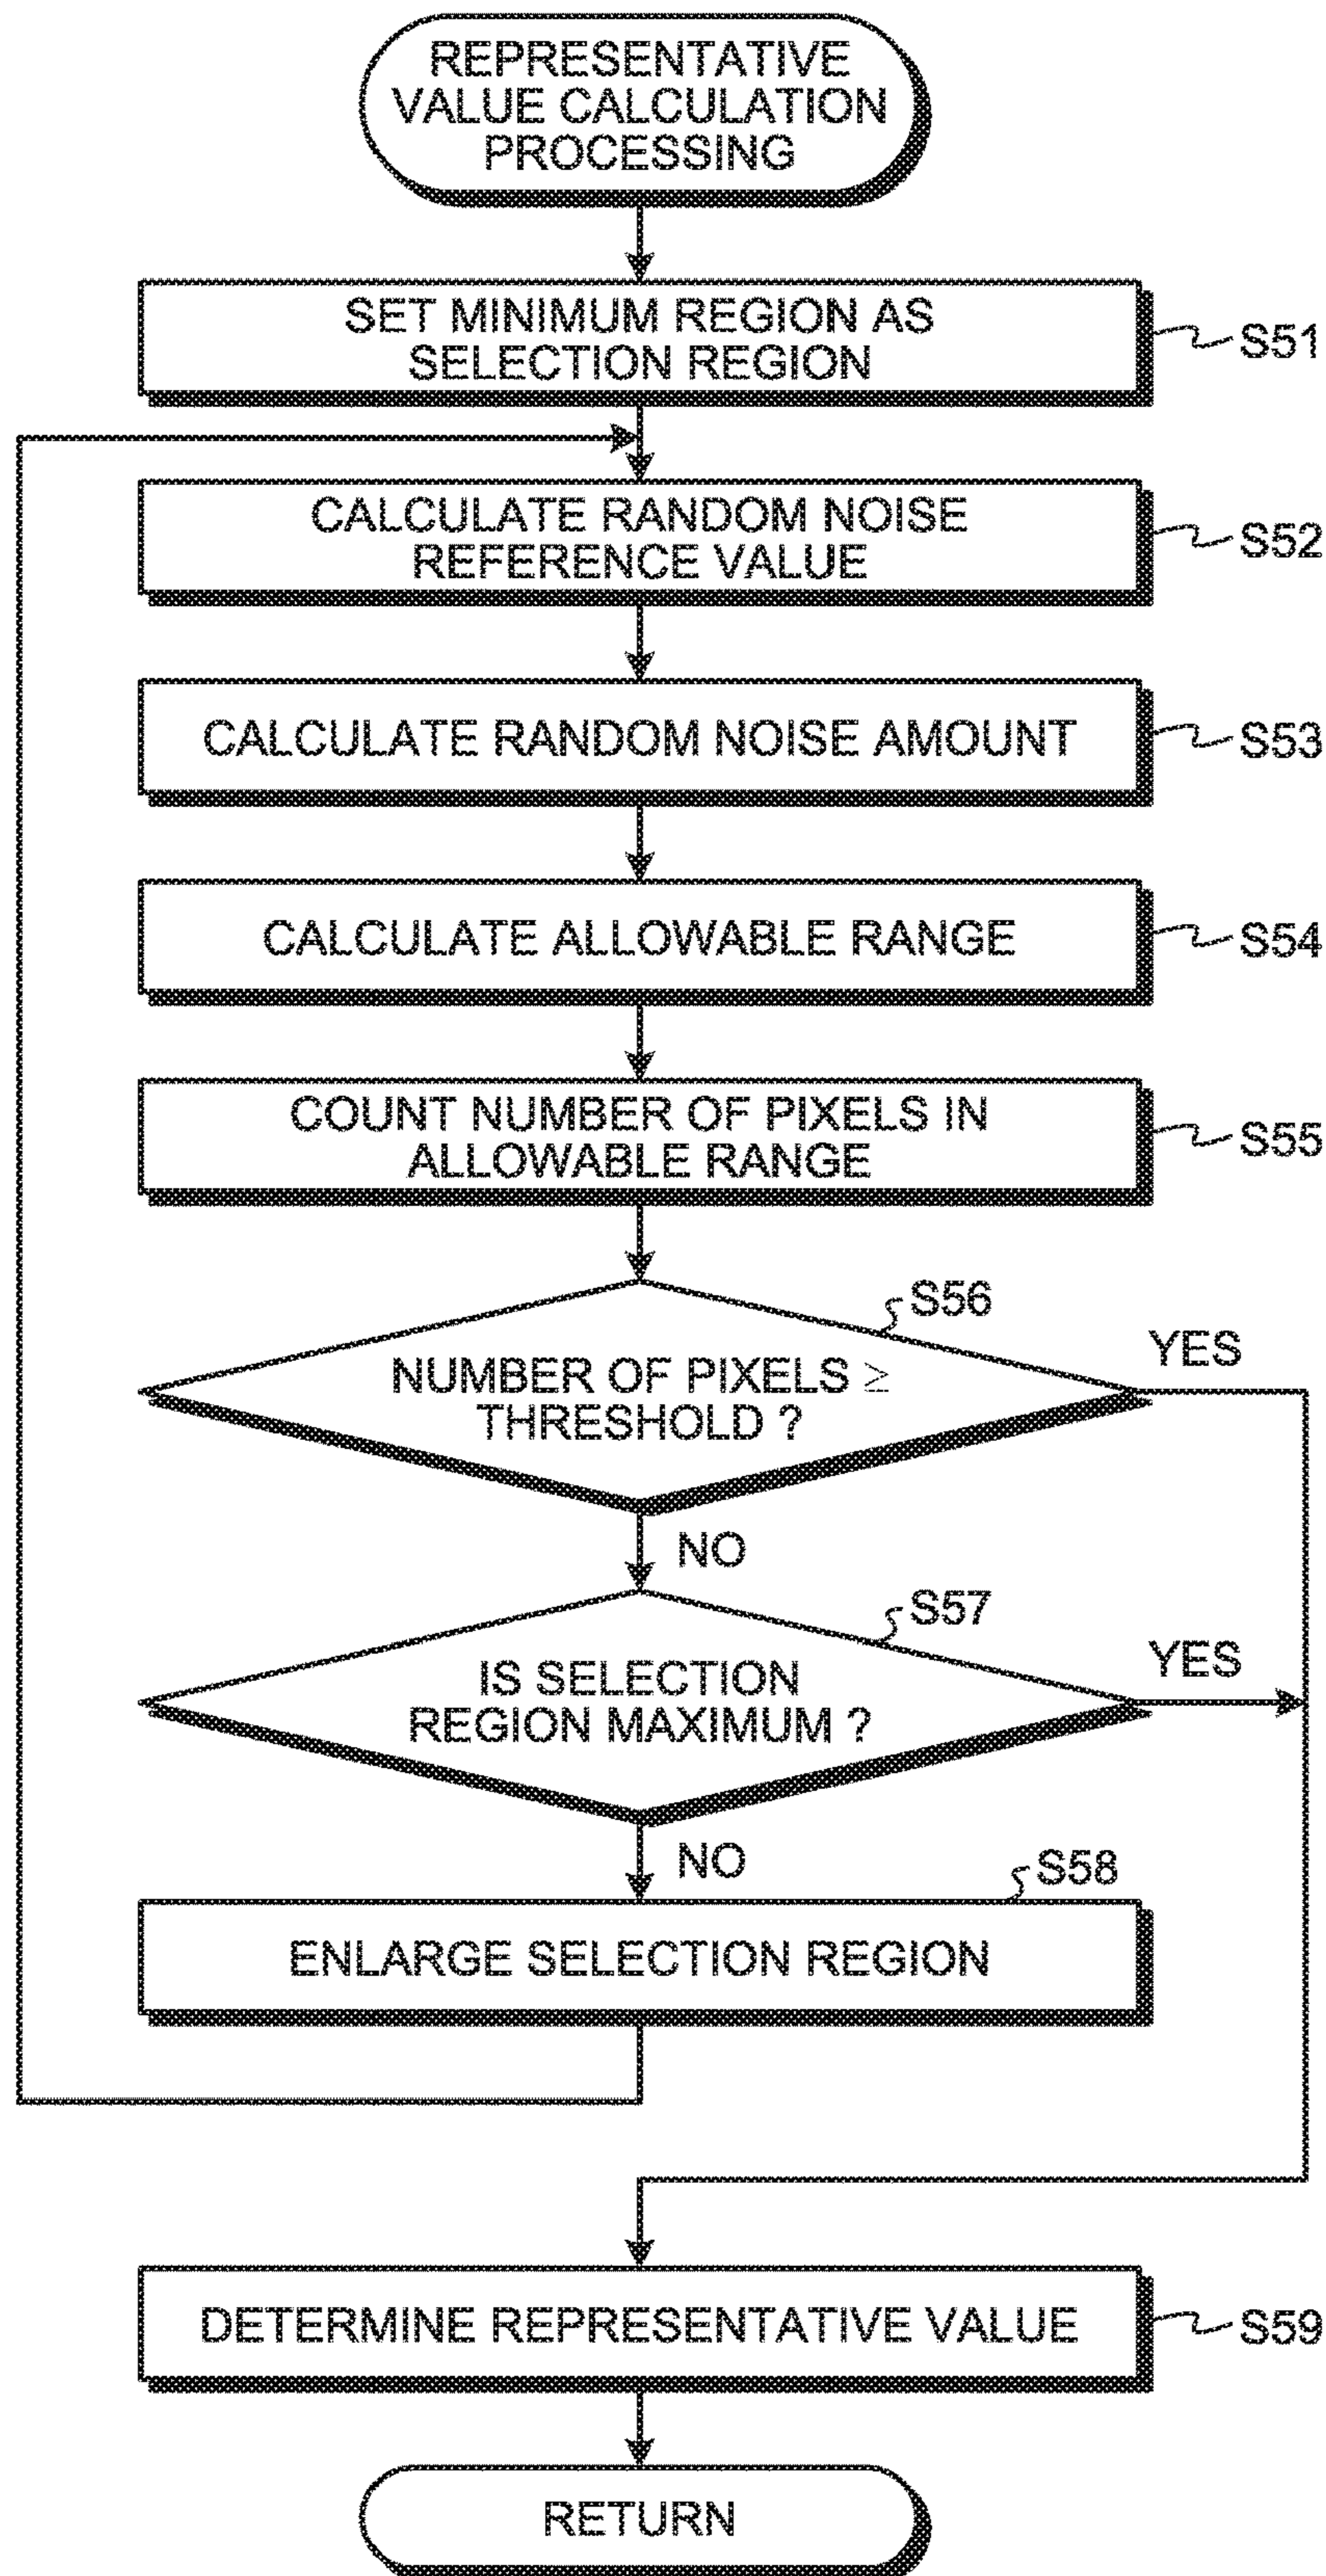 REPRESENTATIVE
VALUE CALCULATION
PROCESSING
SET MINIMUM REGION AS
SELECTION REGION
S51
CALCULATE RANDOM NOISE
REFERENCE VALUE
S52
CALCULATE RANDOM NOISE AMOUNT
S53
CALCULATE ALLOWABLE RANGE
S54
COUNT NUMBER OF PIXELS IN
ALLOWABLE RANGE
S55
S56
NUMBER OF PIXELS ≥
THRESHOLD ?
YES
NO
S57
IS SELECTION
REGION MAXIMUM ?
YES
NO
S58
ENLARGE SELECTION REGION
DETERMINE REPRESENTATIVE VALUE
S59
RETURN